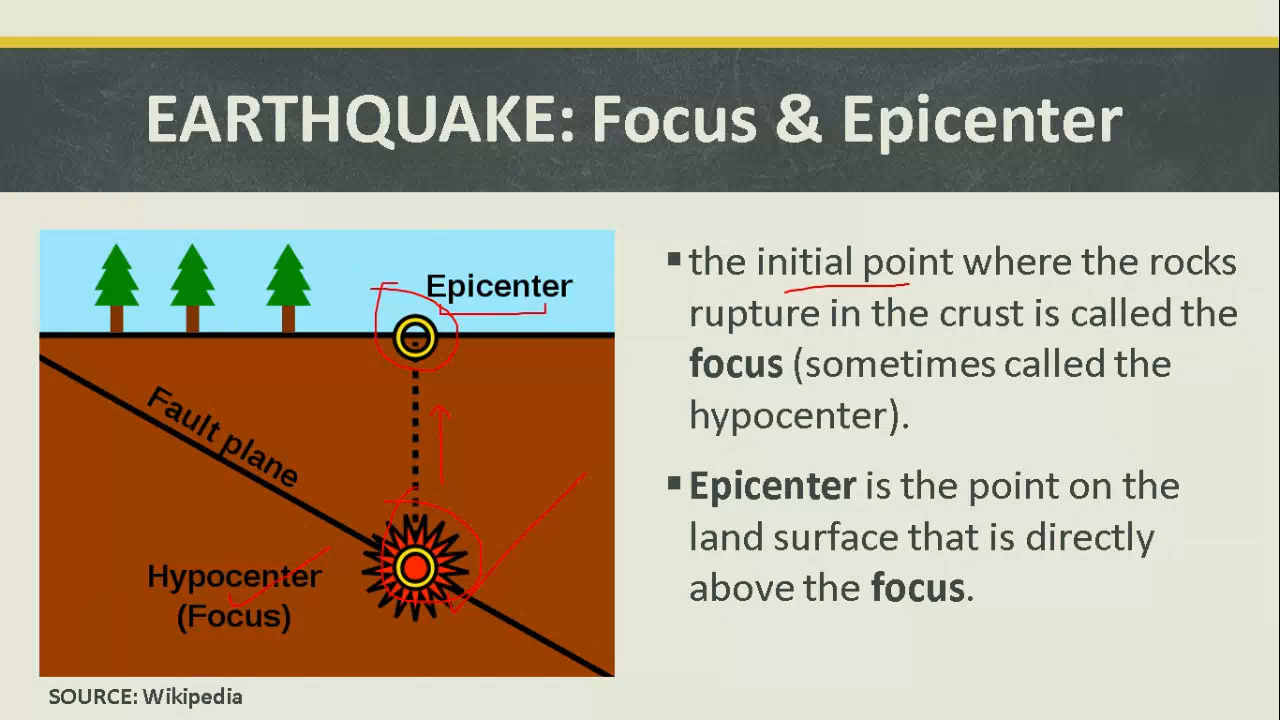 EARTHQUAKE: Focus & Epicenter
Epicenter
Fault plane
Hypocenter
(Focus)
SOURCE: Wikipedia
▪the initial point where the rocks
rupture in the crust is called the
focus (sometimes called the
hypocenter).
▪Epicenter is the point on the
land surface that is directly
above the focus.